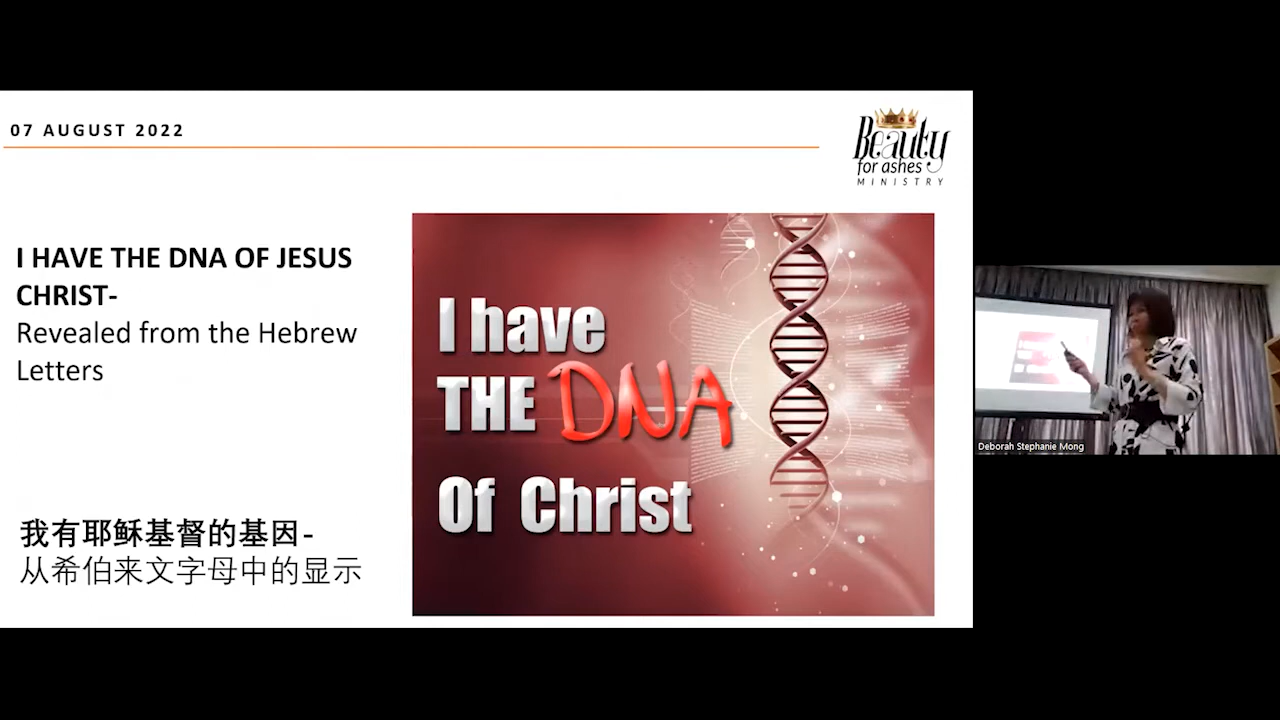 07 AUGUST 2022
Beauty
for ashes
MINISTRY
I HAVE THE DNA OF JESUS
CHRIST-
Revealed from the Hebrew
Letters
我有耶稣基督的基因-
从希伯来文字母中的显示
I have
THE DNA
Of Christ
Deborah Stephanie Mong